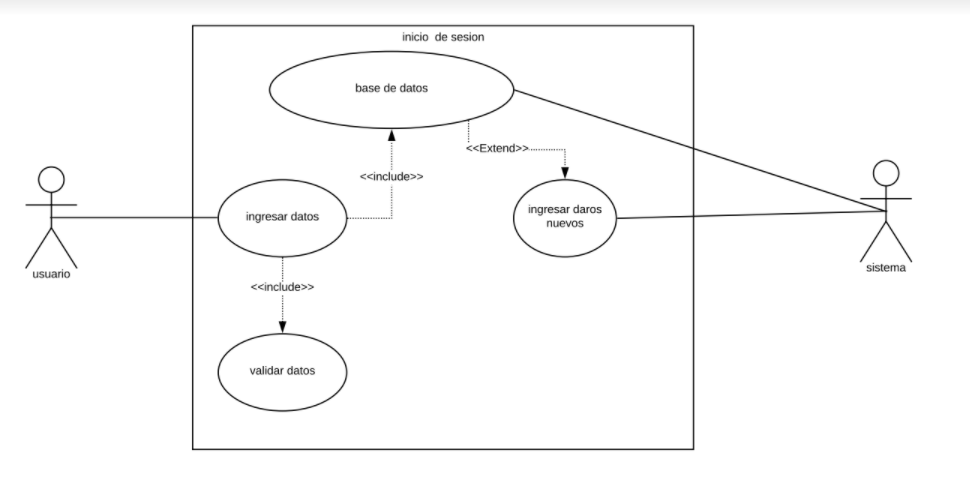 inicio de sesion
base de datos
<<Extend>>
<<include>>
ingresar datos
ingresar daros
nuevos
usuario
sistema
<<include>>
validar datos